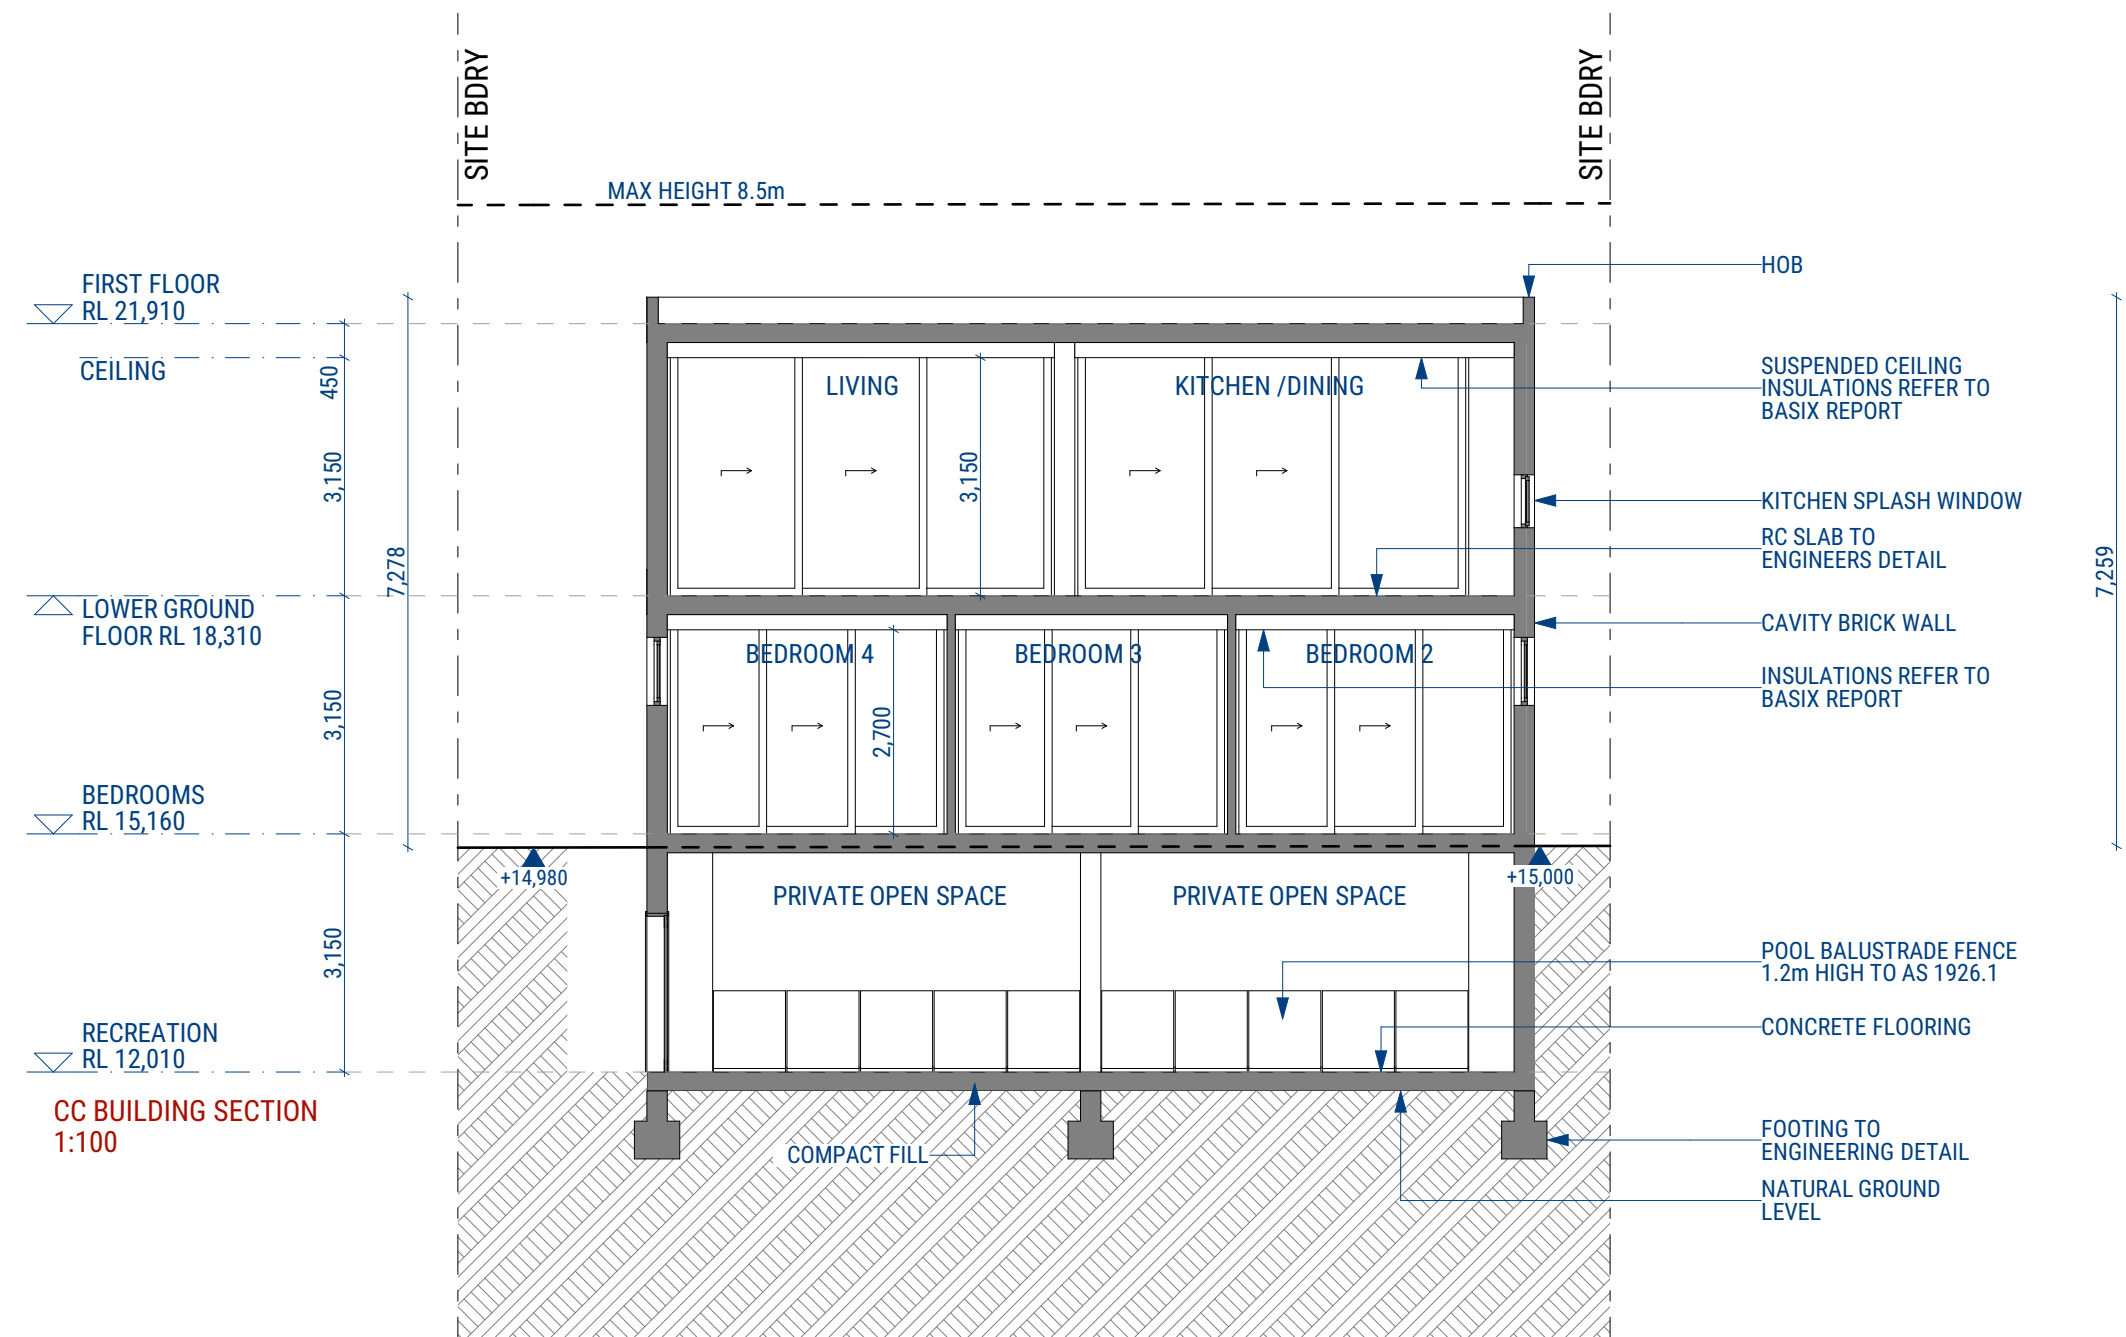 SITE BDRY
SITE BDRY
MAX HEIGHT 8.5m
FIRST FLOOR
RL 21,910
CEILING
450
3,150
7,278
LOWER GROUND
FLOOR RL 18,310
3,150
BEDROOMS
RL 15,160
3,150
RECREATION
RL 12,010
CC BUILDING SECTION
1:100
LIVING
KITCHEN /DINING
3,150
BEDROOM 4
BEDROOM 3
BEDROOM 2
2,700
+14,980
+15,000
PRIVATE OPEN SPACE
PRIVATE OPEN SPACE
COMPACT FILL
HOB
SUSPENDED CEILING
INSULATIONS REFER TO
BASIX REPORT
KITCHEN SPLASH WINDOW
RC SLAB TO
ENGINEERS DETAIL
7,259
CAVITY BRICK WALL
INSULATIONS REFER TO
BASIX REPORT
POOL BALUSTRADE FENCE
1.2m HIGH TO AS 1926.1
CONCRETE FLOORING
FOOTING TO
ENGINEERING DETAIL
NATURAL GROUND
LEVEL